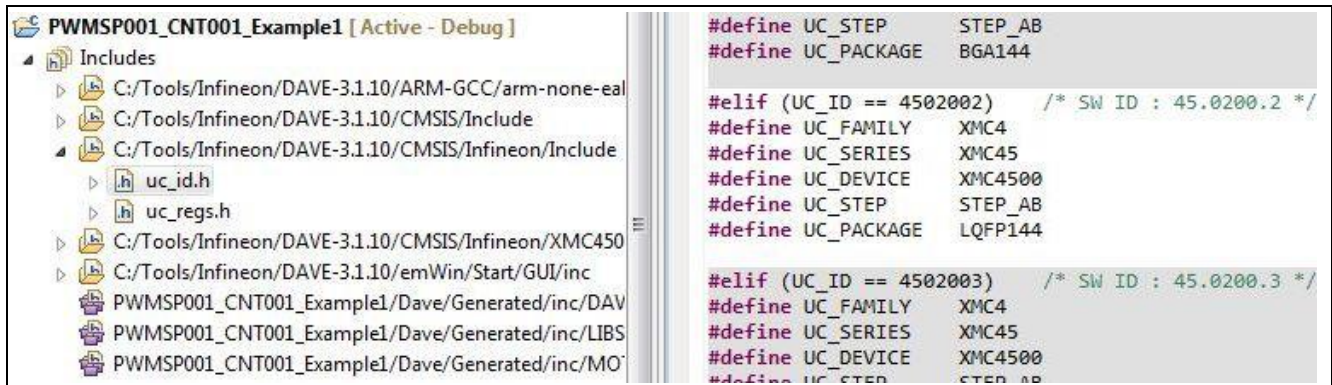 PWMSP001_CNT001_Example1 [ Active - Debug ]
Includes
C:/Tools/Infineon/DAVE-3.1.10/ARM-GCC/arm-none-eal
C:/Tools/Infineon/DAVE-3.1.10/CMSIS/Include
C:/Tools/Infineon/DAVE-3.1.10/CMSIS/Infineon/Include
uc_id.h
uc_regs.h
C:/Tools/Infineon/DAVE-3.1.10/CMSIS/Infineon/XMC450
C:/Tools/Infineon/DAVE-3.1.10/emWin/Start/GUI/inc
PWMSP001_CNT001_Example1/Dave/Generated/inc/DAV
PWMSP001_CNT001_Example1/Dave/Generated/inc/LIBS
PWMSP001_CNT001_Example1/Dave/Generated/inc/MO
#define UC_STEP STEP_AB
#define UC_PACKAGE BGA144
#elif (UC_ID == 4502002) /* SW ID : 45.0200.2 */
#define UC_FAMILY XMC4
#define UC_SERIES XMC45
#define UC_DEVICE XMC4500
#define UC_STEP STEP_AB
#define UC_PACKAGE LQFP144
#elif (UC_ID == 4502003) /* SW ID : 45.0200.3 */
#define UC_FAMILY XMC4
#define UC_SERIES XMC45
#define UC_DEVICE XMC4500
#define UC_STEP STEP_AB